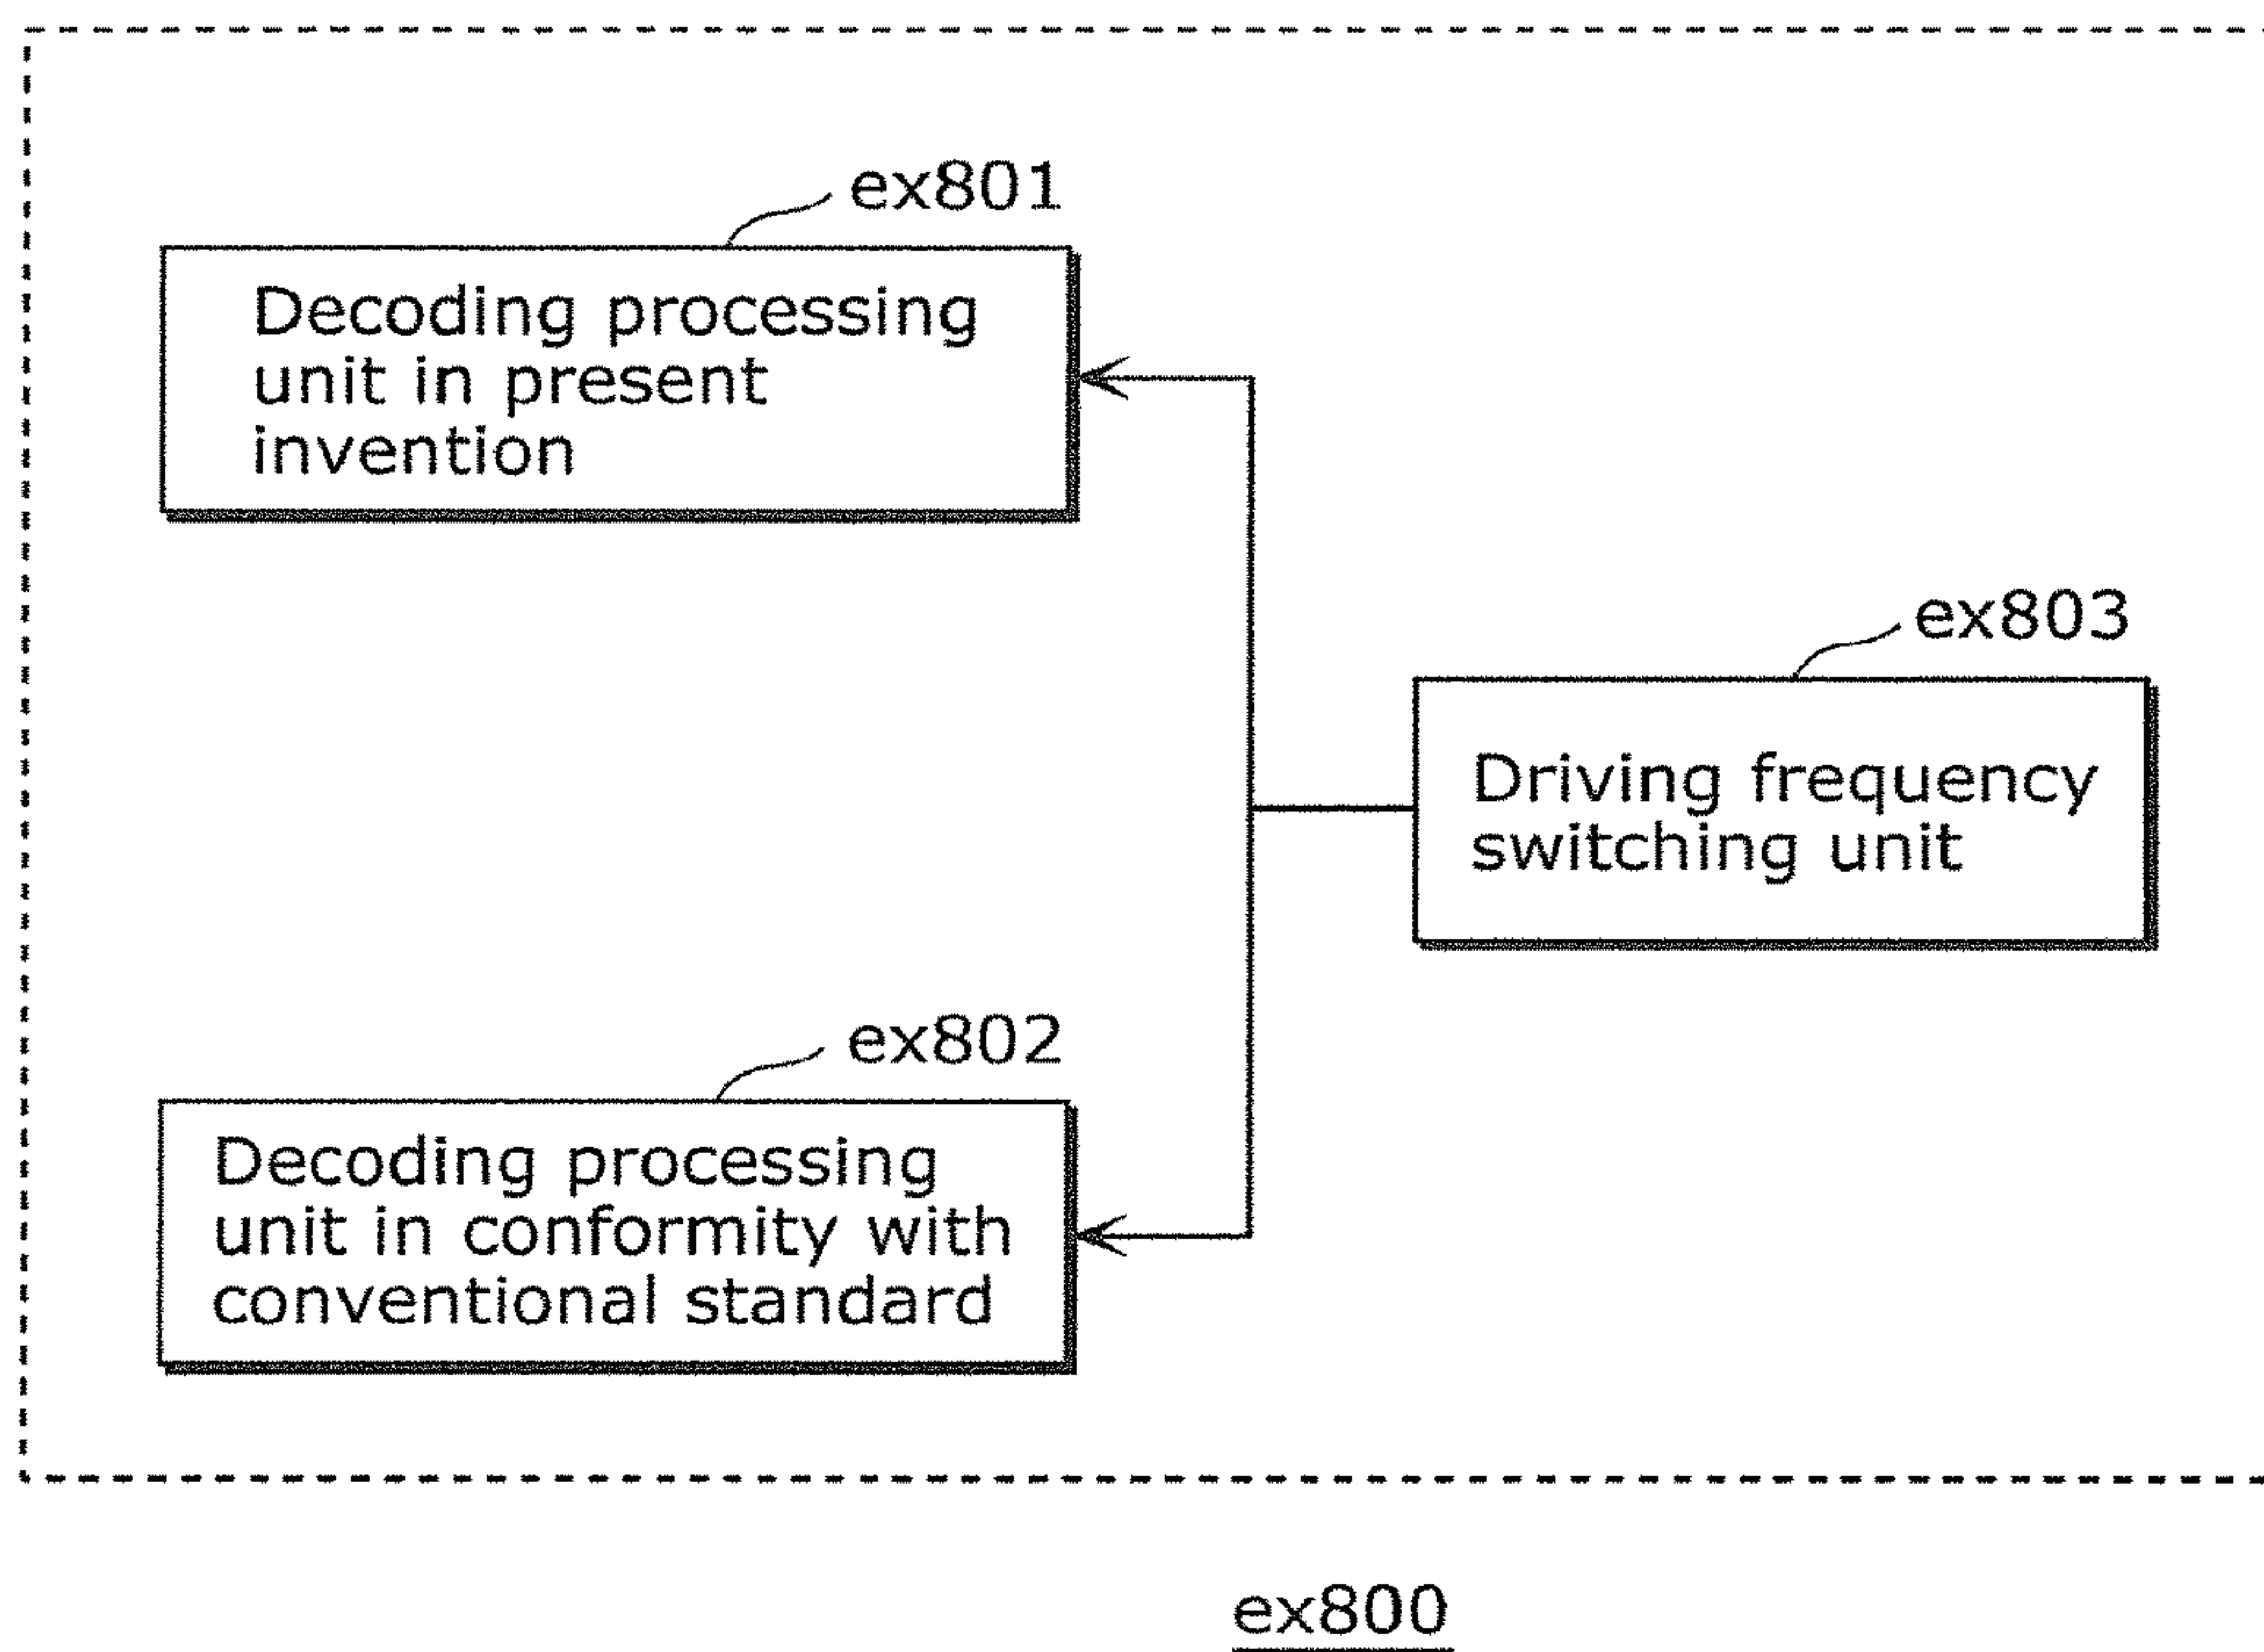 ex801
Decoding processing
unit in present
invention
ex803
Driving frequency
switching unit
ex802
Decoding processing
unit in conformity with
conventional standard
ex800